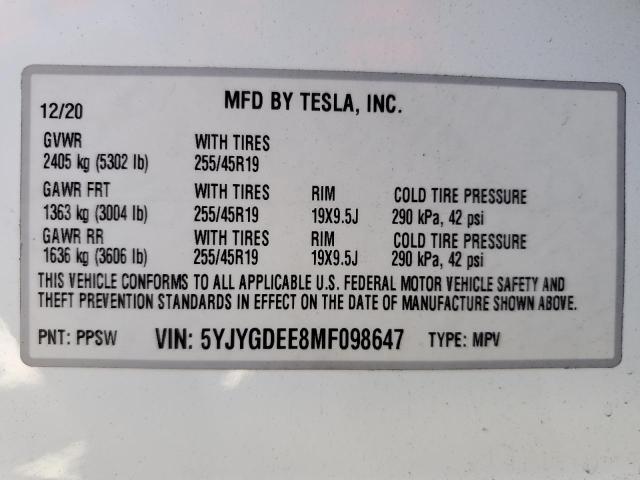 12/20 MFD BY TESLA, INC.
GVWR WITH TIRES
2405 kg (5302 lb) 255/45R19
GAWR FRT WITH TIRES RIM COLD TIRE PRESSURE
1363 kg (3004 lb) 255/45R19 19X9.5J 290 kPa, 42 psi
GAWR RR WITH TIRES RIM COLD TIRE PRESSURE
1636 kg (3606 lb) 255/45R19 19X9.5J 290 kPa, 42 psi
THIS VEHICLE CONFORMS TO ALL APPLICABLE U.S. FEDERAL MOTOR VEHICLE SAFETY AND
THEFT PREVENTION STANDARDS IN EFFECT ON THE DATE OF MANUFACTURE SHOWN ABOVE.
PNT: PPSW VIN: 5YJYGDEE8MF098647 TYPE: MPV